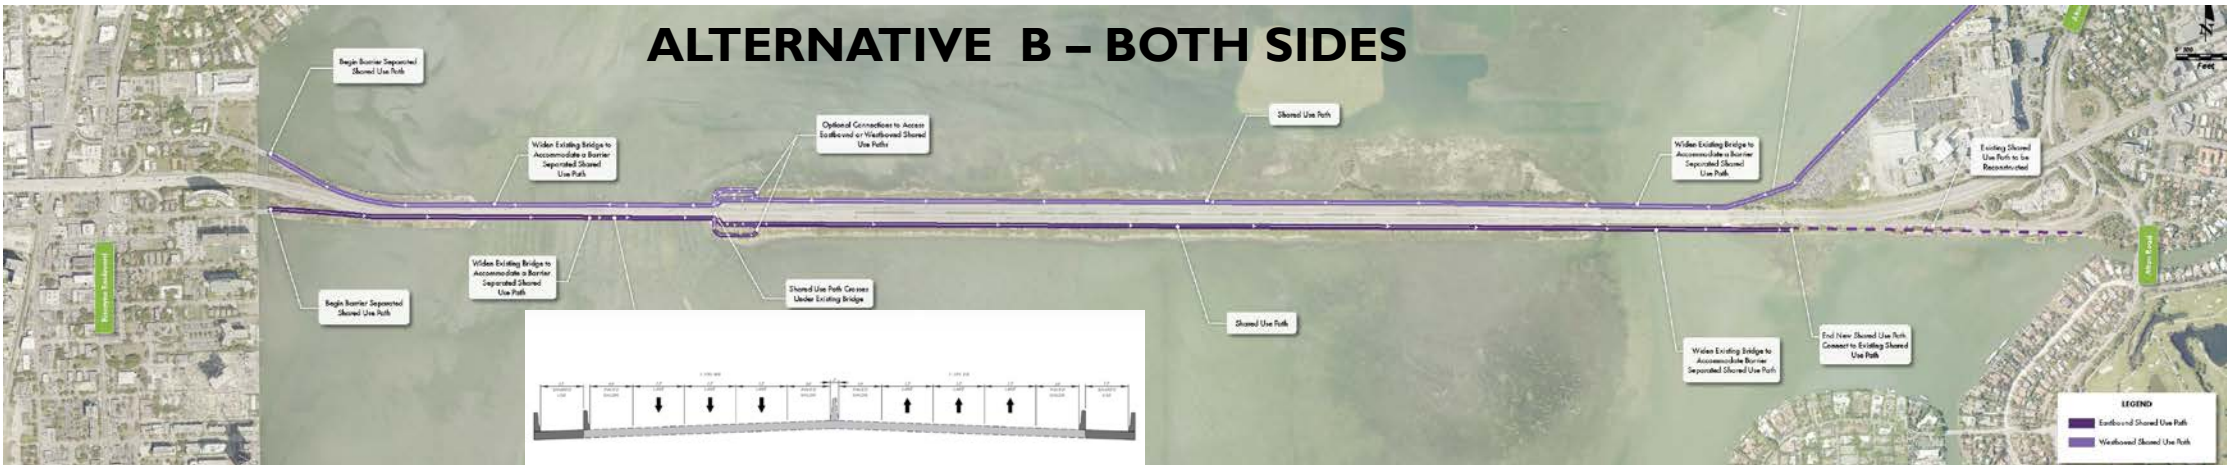 ALTERNATIVE B – BOTH SIDES
Begin Barrier Separated
Shared Use Path
Widen Existing Bridge to
Accommodate a Barrier
Separated Shared
Use Path
Optional Connections to Access
Eastbound or Westbound Shared
Use Paths
Shared Use Path
Widen Existing Bridge to
Accommodate a Barrier
Separated Shared
Use Path
Existing Shared
Use Path to be
Reconstructed
Feet
Biscayne Boulevard
Begin Barrier Separated
Shared Use Path
Widen Existing Bridge to
Accommodate a Barrier
Separated Shared
Use Path
Shared Use Path Crosses
Under Existing Bridge
Shared Use Path
Widen Existing Bridge to
Accommodate Barrier
Separated Shared Use Path
End New Shared Use Path
Connect to Existing Shared
Use Path
Alton Road
LEGEND
Eastbound Shared Use Path
Westbound Shared Use Path